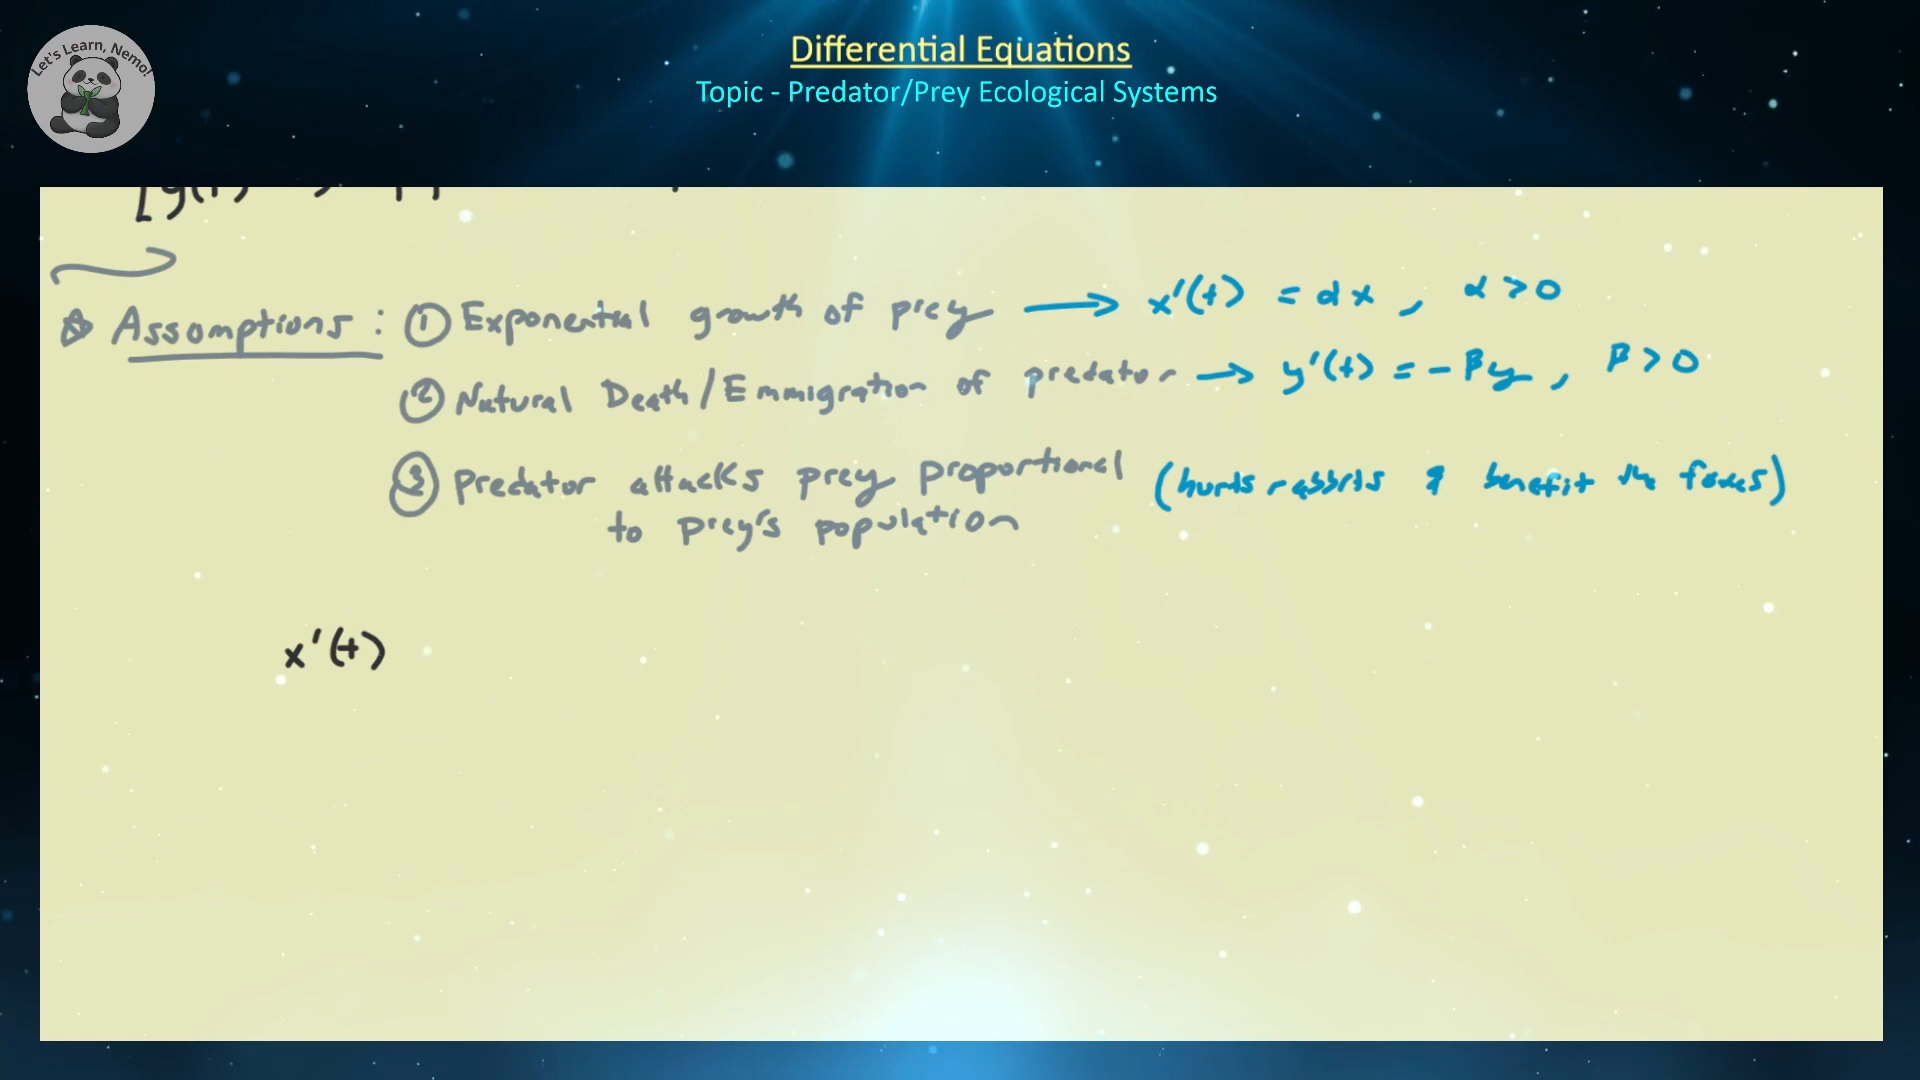 Let's Learn, Nemo!
Differential Equations
Topic - Predator/Prey Ecological Systems
Assomptions : ① Exponential growth of prey → x'(t) = αx , α > 0
② Natural Death/Emmigration of predator → y'(t) = -βy , β > 0
③ Predator attacks prey proportional (hurts rabbits & benefit the foxes)
to prey's population
x'(t)